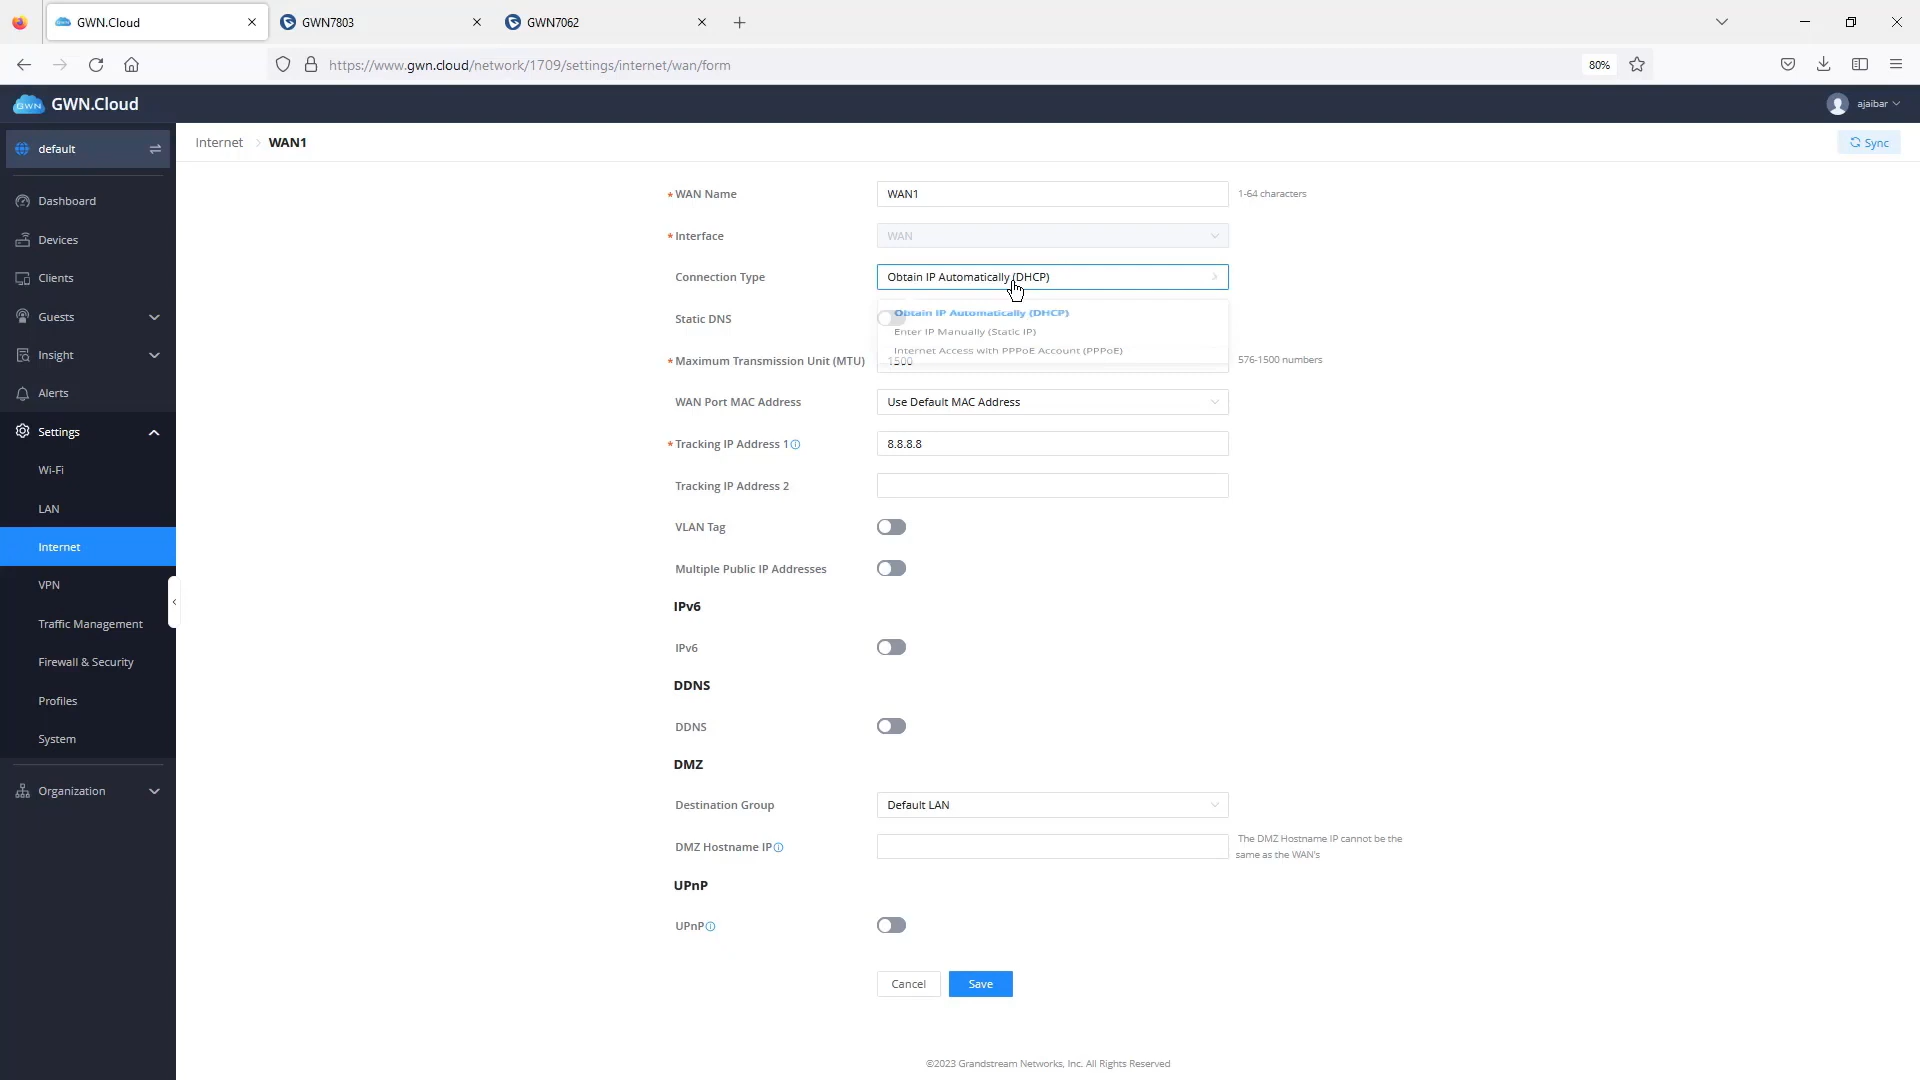 GWN.Cloud
GWN7803
GWN7062
https://www.gwn.cloud/network/1709/settings/internet/wan/form
80%
GWN
GWN.Cloud
ajaibar
default
Internet
WAN1
Sync
Dashboard
Devices
Clients
Guests
Insight
Alerts
Settings
Wi-Fi
LAN
Internet
VPN
Traffic Management
Firewall & Security
Profiles
System
Organization
* WAN Name
WAN1
1-64 characters
* Interface
WAN
Connection Type
Obtain IP Automatically (DHCP)
Obtain IP Automatically (DHCP)
Enter IP Manually (Static IP)
Internet Access with PPPoE Account (PPPoE)
Static DNS
* Maximum Transmission Unit (MTU)
1500
576-1500 numbers
WAN Port MAC Address
Use Default MAC Address
* Tracking IP Address 1
8.8.8.8
Tracking IP Address 2
VLAN Tag
Multiple Public IP Addresses
IPv6
IPv6
DDNS
DDNS
DMZ
Destination Group
Default LAN
DMZ Hostname IP
The DMZ Hostname IP cannot be the
same as the WAN's
UPnP
UPnP
Cancel
Save
©2023 Grandstream Networks, Inc. All Rights Reserved